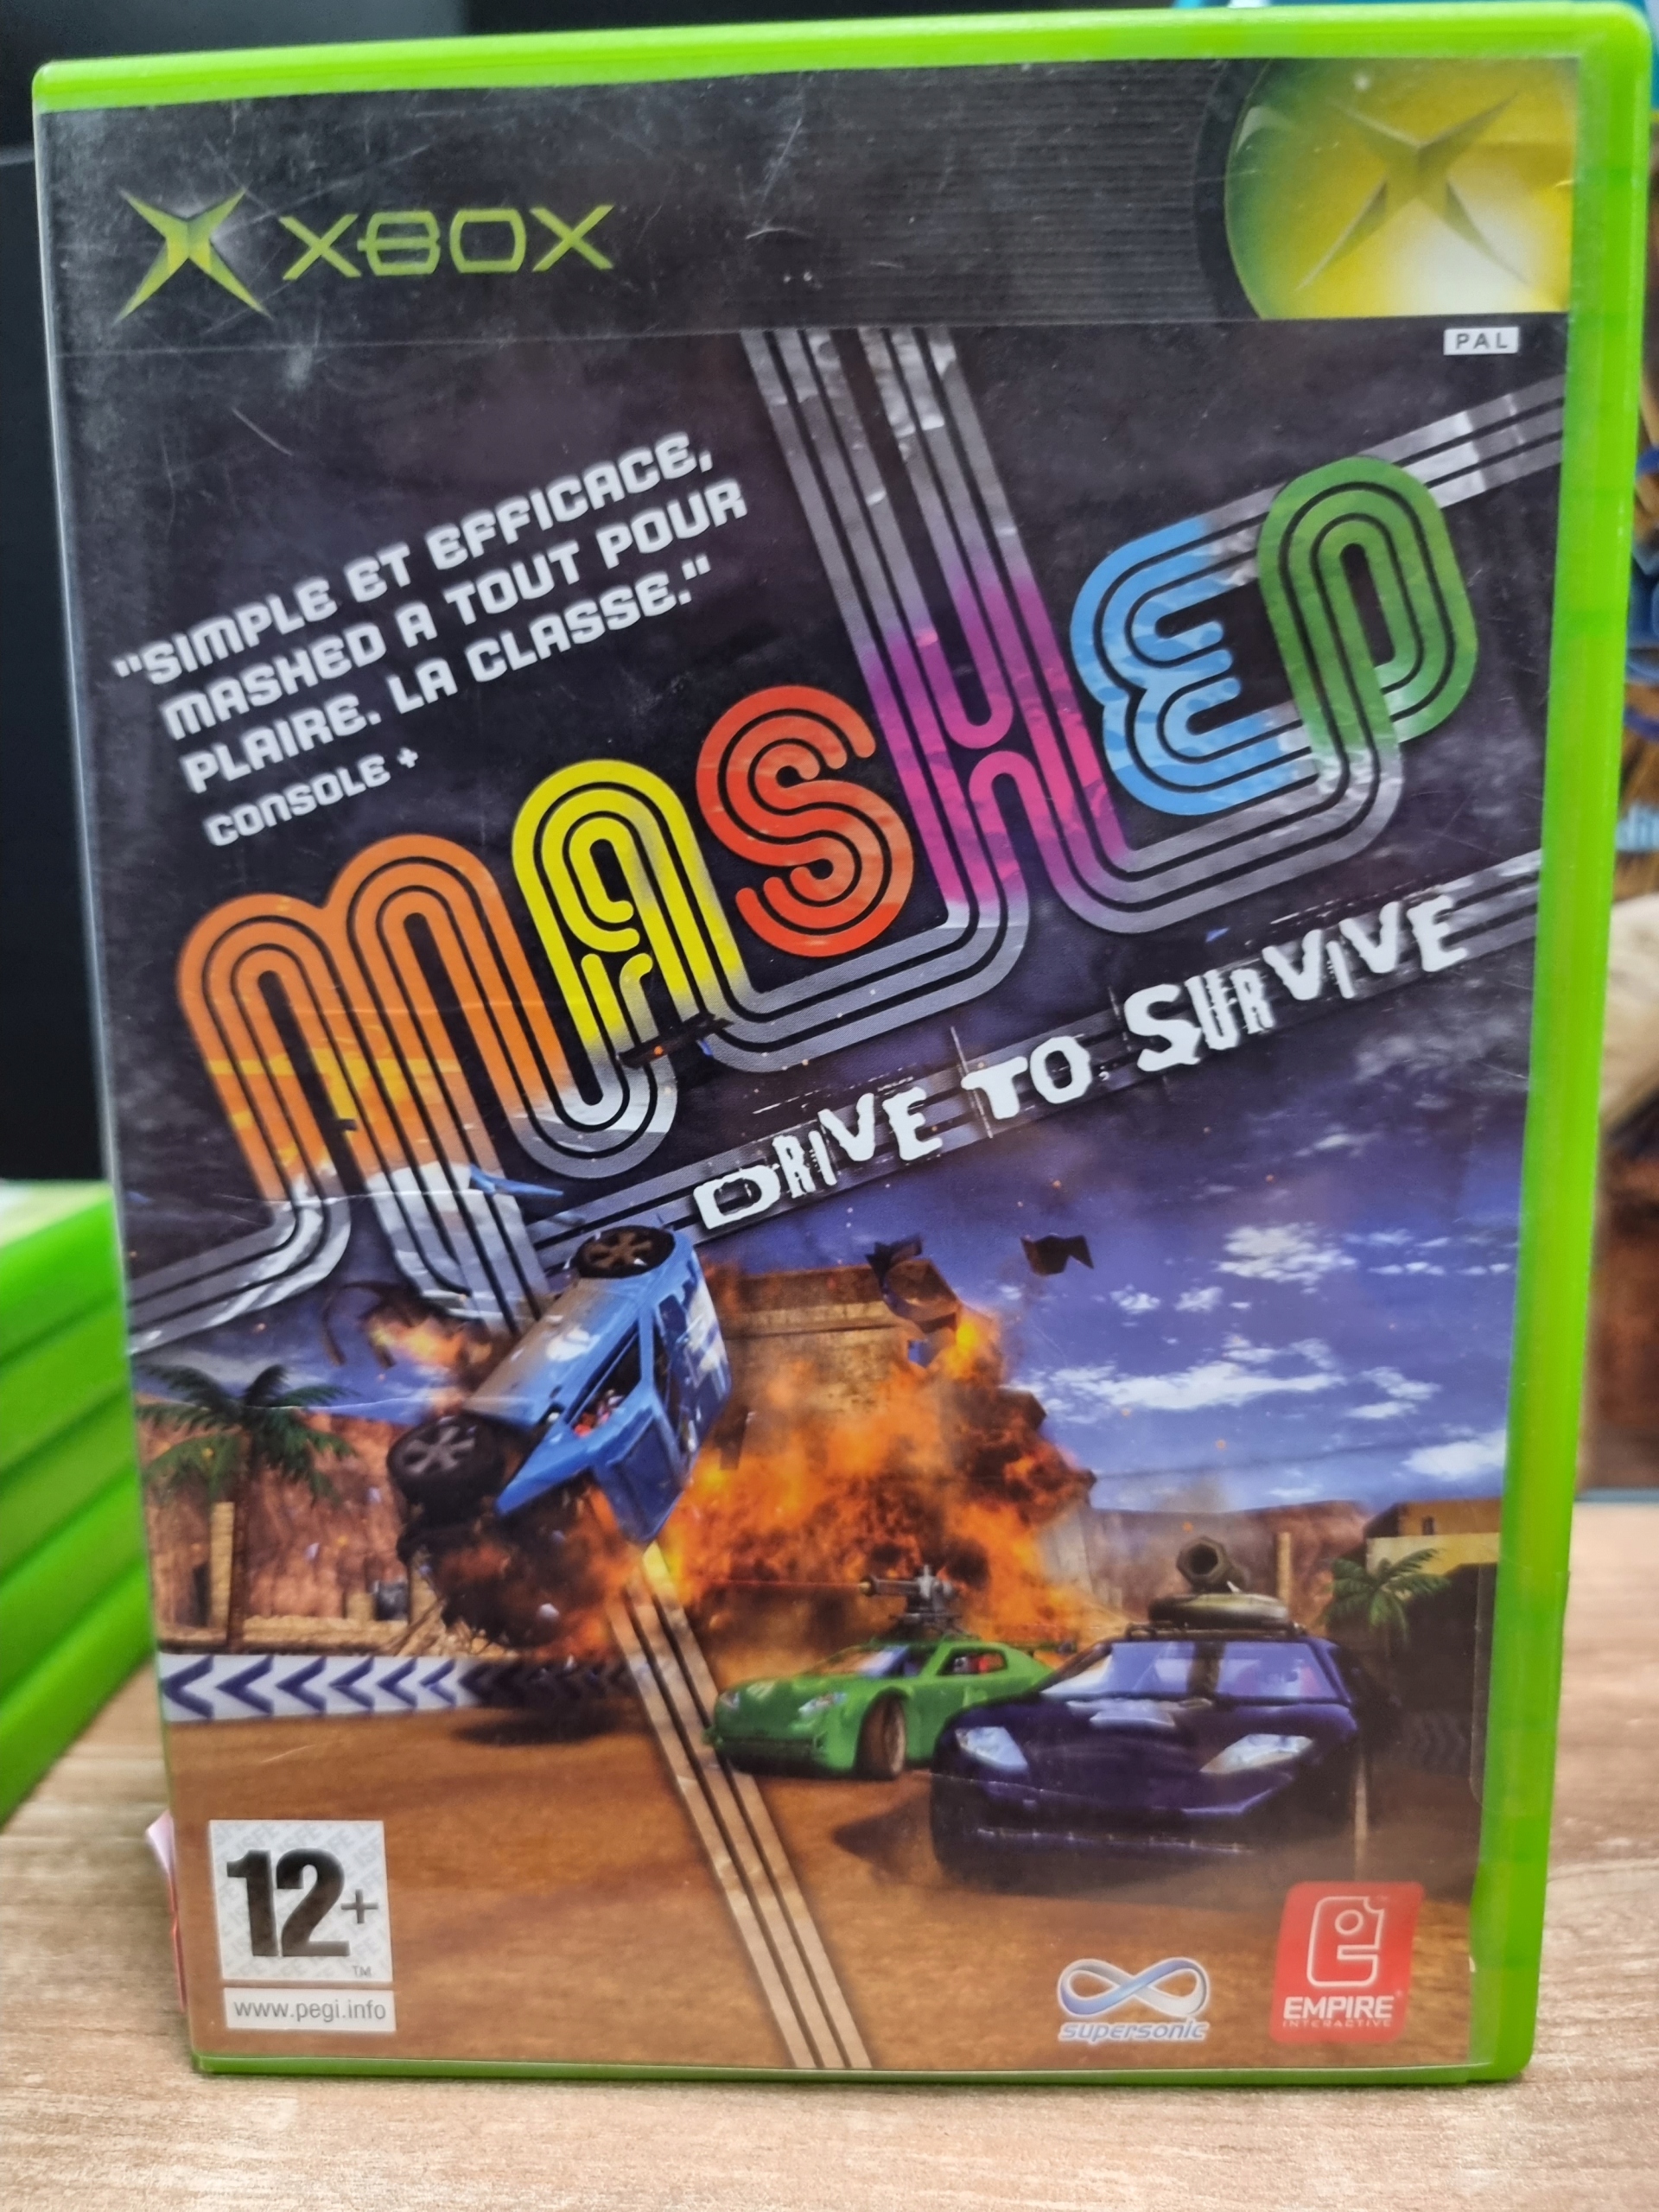 XBOX
PAL
"SIMPLE ET EFFICACE,
MASHED A TOUT POUR
PLAIRE. LA CLASSE."
CONSOLE +
MASHED
DRIVE TO SURVIVE
12+
TM
www.pegi.info
supersonic
EMPIRE
INTERACTIVE